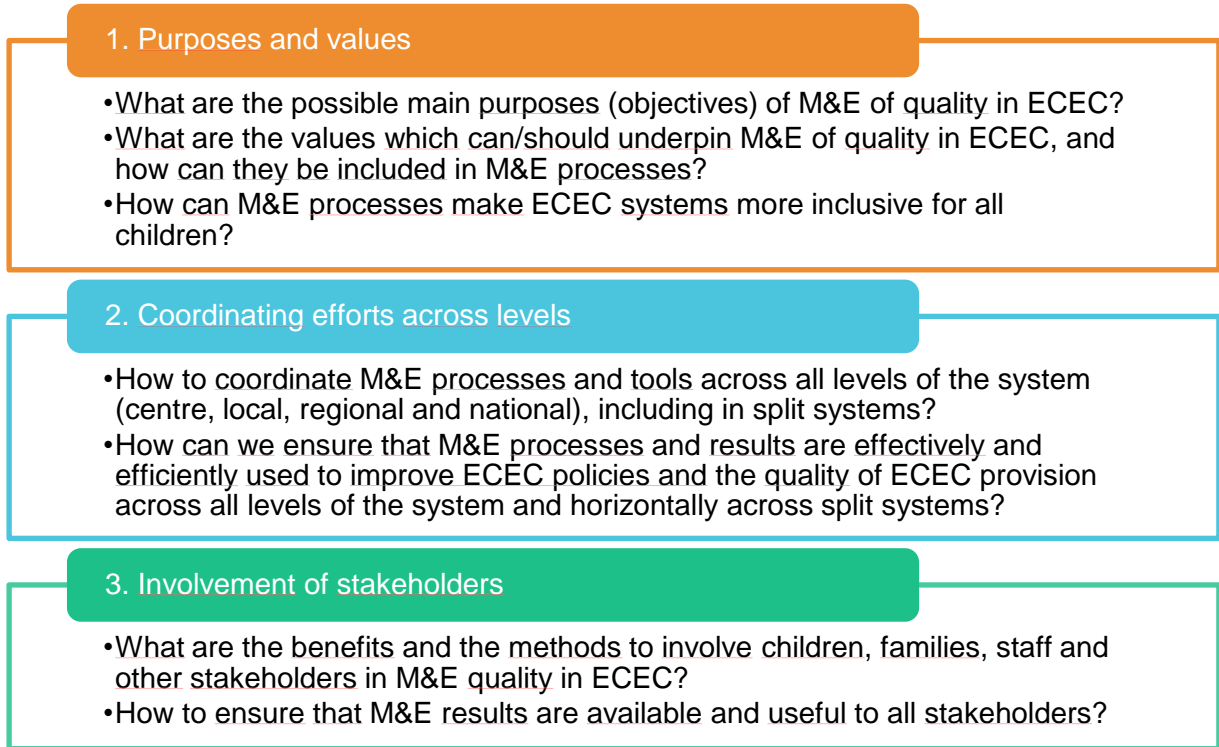 1. Purposes and values
•What are the possible main purposes (objectives) of M&E of quality in ECEC?
•What are the values which can/should underpin M&E of quality in ECEC, and
how can they be included in M&E processes?
•How can M&E processes make ECEC systems more inclusive for all
children?
2. Coordinating efforts across levels
•How to coordinate M&E processes and tools across all levels of the system
(centre, local, regional and national), including in split systems?
•How can we ensure that M&E processes and results are effectively and
efficiently used to improve ECEC policies and the quality of ECEC provision
across all levels of the system and horizontally across split systems?
3. Involvement of stakeholders
•What are the benefits and the methods to involve children, families, staff and
other stakeholders in M&E quality in ECEC?
•How to ensure that M&E results are available and useful to all stakeholders?